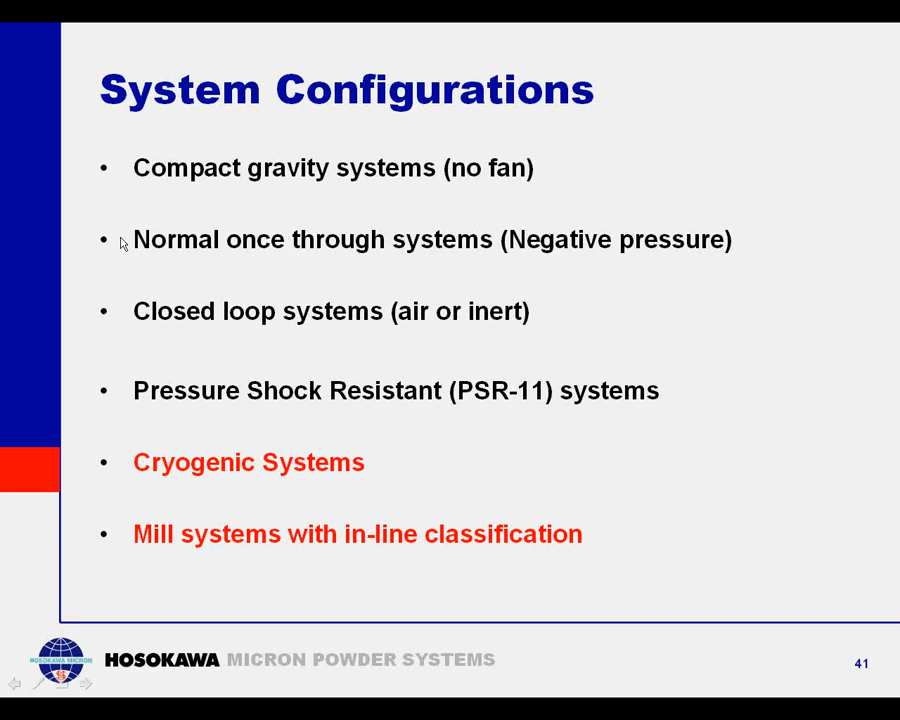 System Configurations
• Compact gravity systems (no fan)
• Normal once through systems (Negative pressure)
• Closed loop systems (air or inert)
• Pressure Shock Resistant (PSR-11) systems
• Cryogenic Systems
• Mill systems with in-line classification
HOSOKAWA MICRON
HOSOKAWA MICRON POWDER SYSTEMS
41